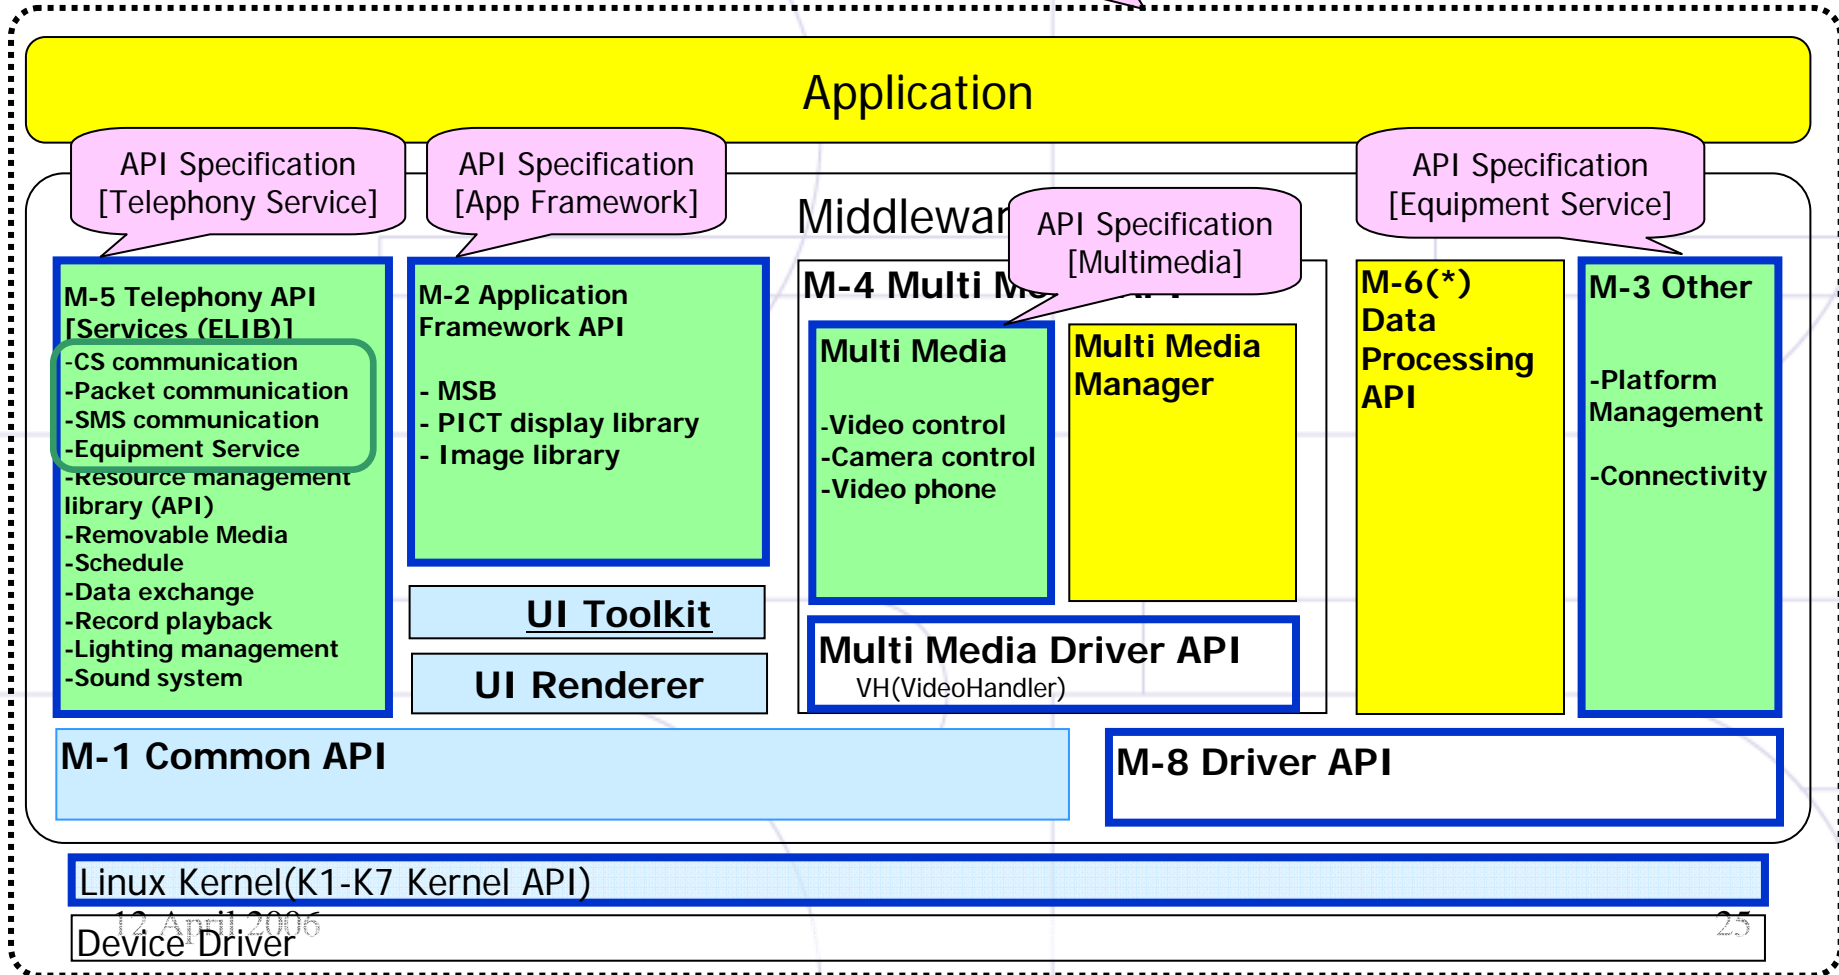 Application
API Specification
[Telephony Service]
API Specification
[App Framework]
API Specification
[Equipment Service]
Middlewar
API Specification
[Multimedia]
M-5 Telephony API
[Services (ELIB)]
-CS communication
-Packet communication
-SMS communication
-Equipment Service
-Resource management
library (API)
-Removable Media
-Schedule
-Data exchange
-Record playback
-Lighting management
-Sound system
M-2 Application
Framework API
- MSB
- PICT display library
- Image library
UI Toolkit
UI Renderer
M-4 Multi M
Multi Media
-Video control
-Camera control
-Video phone
Multi Media
Manager
Multi Media Driver API
VH(VideoHandler)
M-6(*)
Data
Processing
API
M-3 Other
-Platform
Management
-Connectivity
M-1 Common API
M-8 Driver API
Linux Kernel(K1-K7 Kernel API)
12 April 2006
25
Device Driver